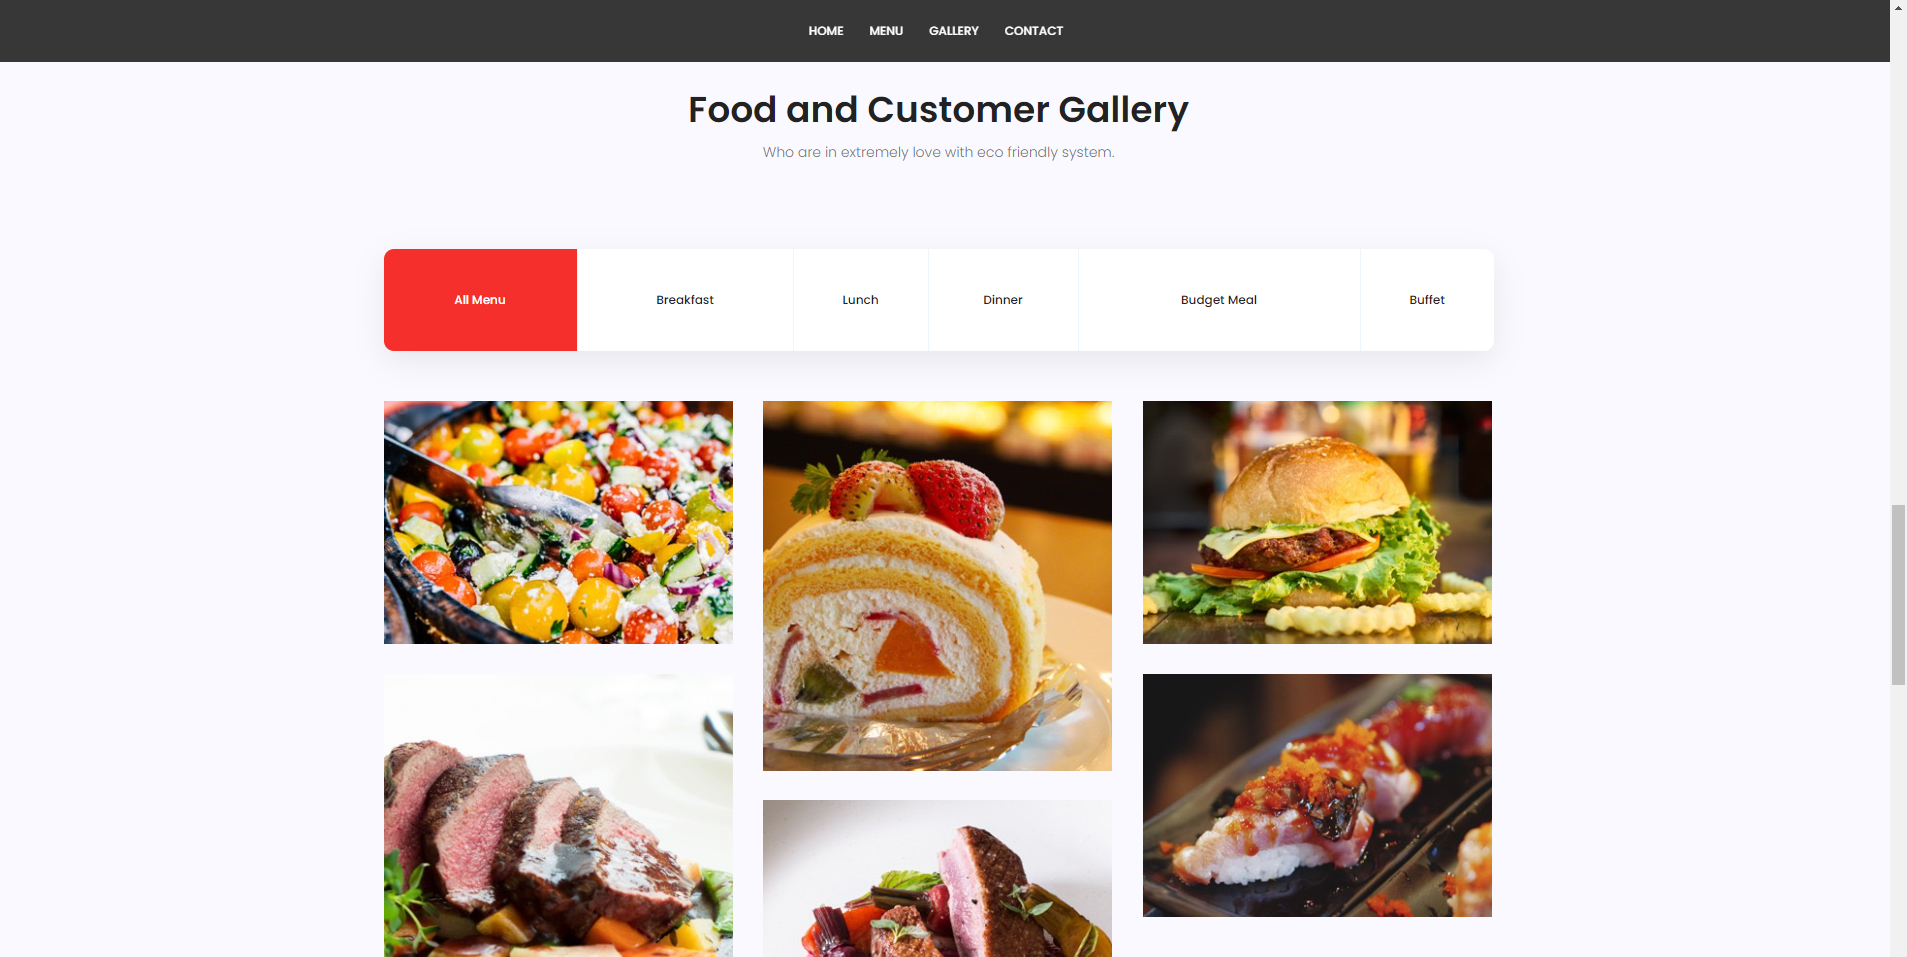 HOME MENU GALLERY CONTACT
Food and Customer Gallery
Who are in extremely love with eco friendly system.
All Menu Breakfast Lunch Dinner Budget Meal Buffet